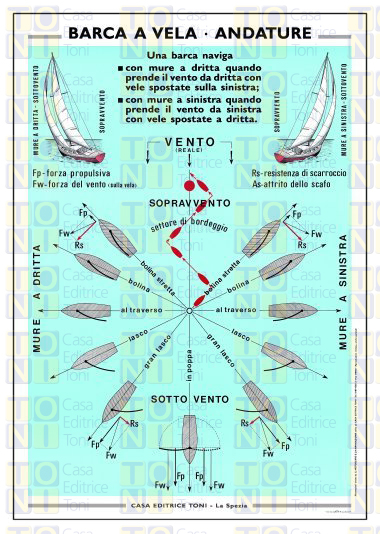 BARCA A VELA · ANDATURE
Una barca naviga
con mure a dritta quando
prende il vento da dritta con
vele spostate sulla sinistra;
con mure a sinistra quando
prende il vento da sinistra
con vele spostate a dritta.
MURE A DRITTA - SOTTOVENTO
SOPRAVVENTO
SOPRAVVENTO
MURE A SINISTRA - SOTTOVENTO
VENTO
(REALE)
Fp-forza propulsiva
Fw-forza del vento (sulla vela)
Rs-resistenza di scarroccio
As-attrito dello scafo
SOPRAVVENTO
settore di bordeggio
Fp
Fw
Rs
Fp
Fw
Rs
MURE A DRITTA
MURE A SINISTRA
bolina stretta
bolina stretta
bolina
bolina
al traverso
al traverso
lasco
lasco
gran lasco
gran lasco
in poppa
SOTTO VENTO
Rs
Fp
Fw
Rs
Fp
Fw
Fw
Fp
Fp
Fw
CASA EDITRICE TONI - La Spezia
TONI
Casa
Editrice
Toni